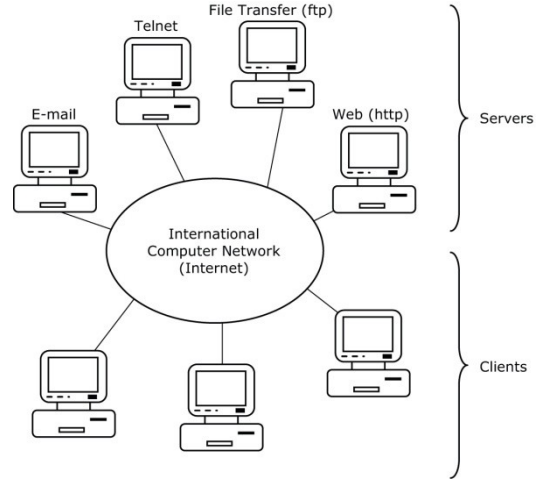 File Transfer (ftp)
Telnet
E-mail
Web (http)
Servers
International
Computer Network
(Internet)
Clients